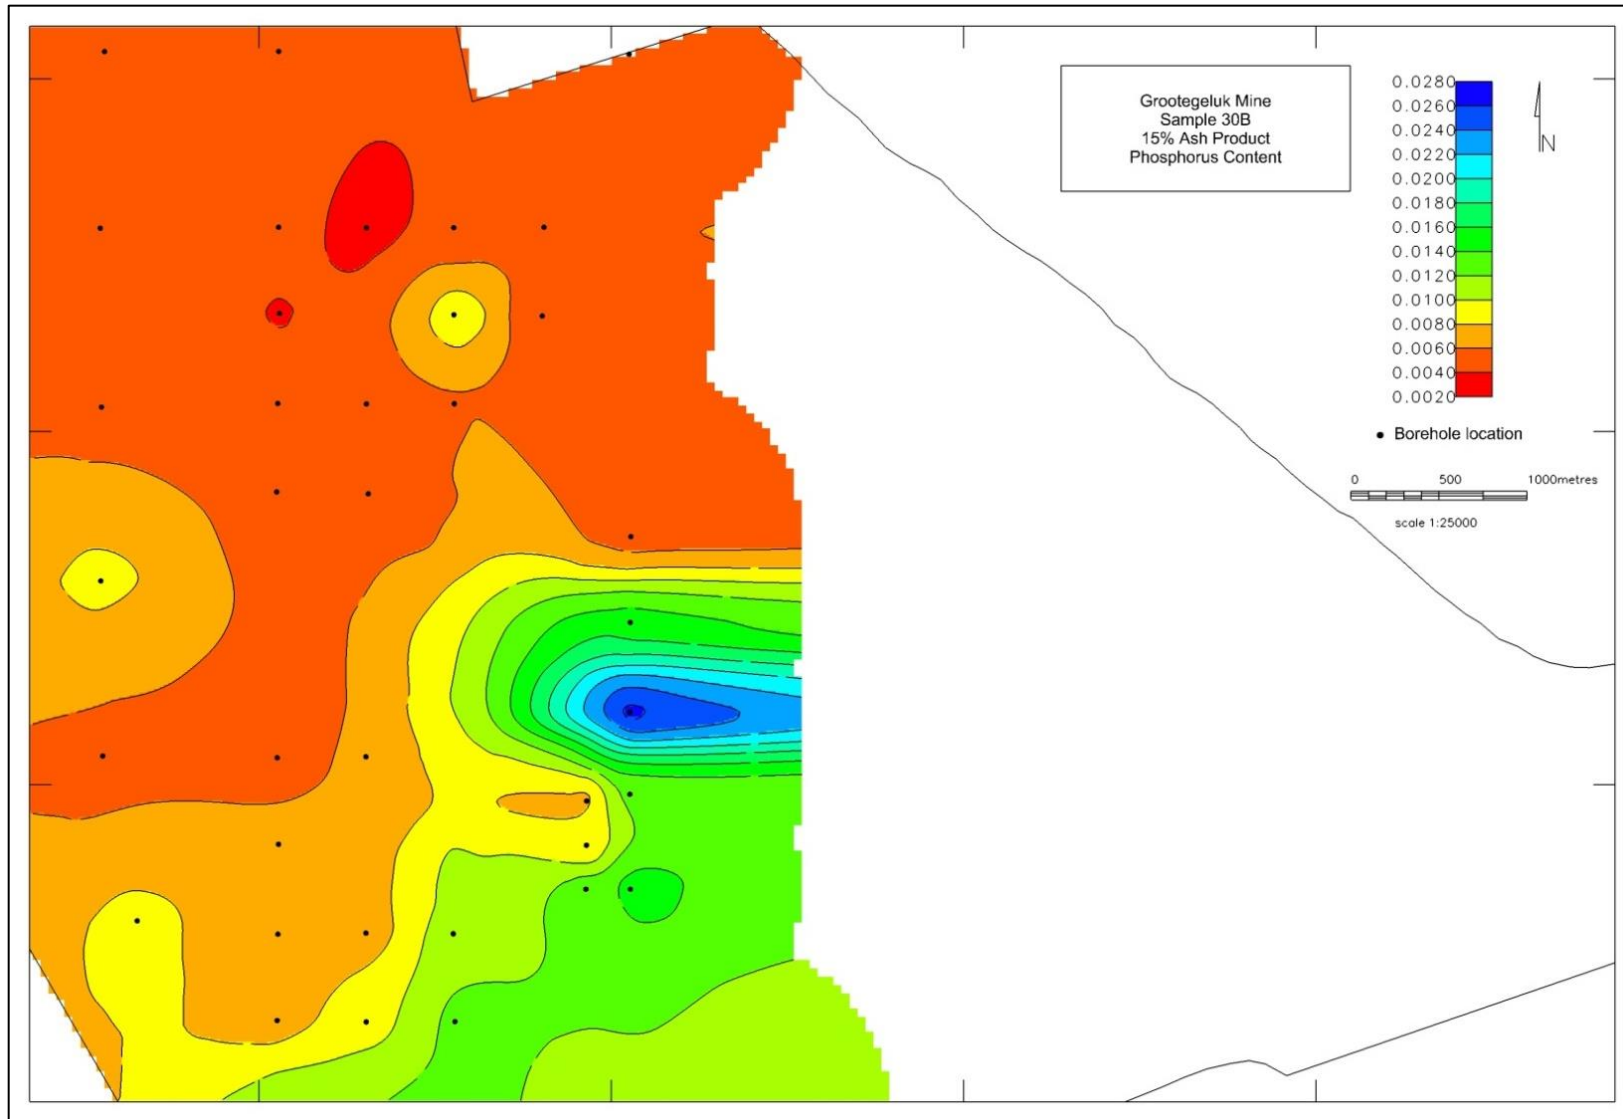 Grootegeluk Mine
Sample 30B
15% Ash Product
Phosphorus Content
0.0280
0.0260
0.0240
0.0220
0.0200
0.0180
0.0160
0.0140
0.0120
0.0100
0.0080
0.0060
0.0040
0.0020
N
Borehole location
0 500 1000metres
scale 1:25000